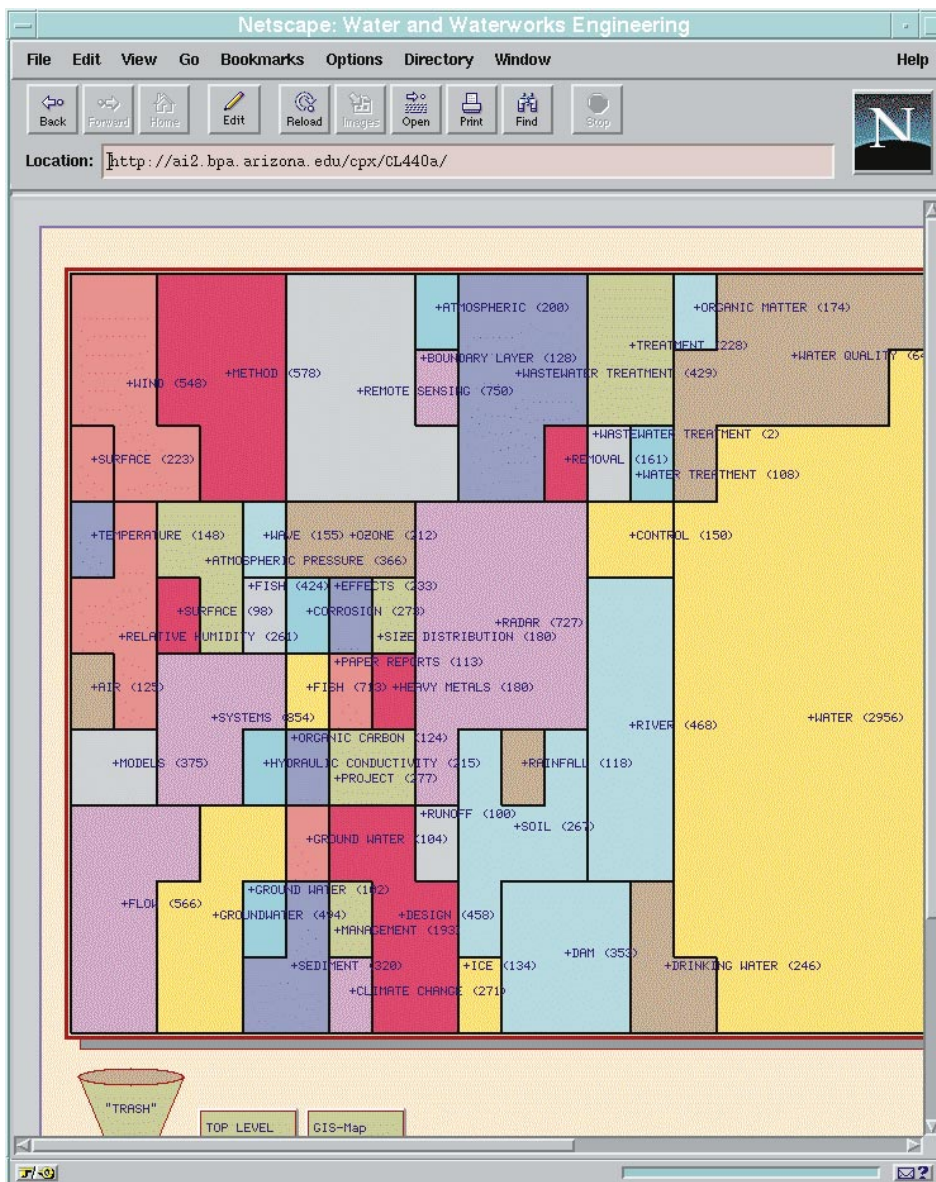 Netscape: Water and Waterworks Engineering
File Edit View Go Bookmarks Options Directory Window Help
Back Forward Home Edit Reload Images Open Print Find Stop
N
Location: http://ai2.bpa.arizona.edu/cpx/CL440a/
+ATMOSPHERIC (200)
+ORGANIC MATTER (174)
+TREATMENT (228)
+BOUNDARY LAYER (128)
+WATER QUALITY (64
+METHOD (578)
+WASTEWATER TREATMENT (429)
+WIND (548)
+REMOTE SENSING (750)
+WASTEWATER TREATMENT (2)
+SURFACE (223)
+REMOVAL (161)
+WATER TREATMENT (108)
+TEMPERATURE (148)
+WAVE (155)
+OZONE (212)
+CONTROL (150)
+ATMOSPHERIC PRESSURE (366)
+FISH (424)
+EFFECTS (233)
+SURFACE (98)
+CORROSION (273)
+RADAR (727)
+RELATIVE HUMIDITY (261)
+SIZE DISTRIBUTION (180)
+PAPER REPORTS (113)
+AIR (125)
+FISH (713)
+HEAVY METALS (180)
+SYSTEMS (854)
+RIVER (468)
+WATER (2956)
+ORGANIC CARBON (124)
+MODELS (375)
+HYDRAULIC CONDUCTIVITY (215)
+RAINFALL (118)
+PROJECT (277)
+RUNOFF (100)
+SOIL (267)
+GROUND WATER (104)
+GROUND WATER (102)
+FLOW (566)
+GROUNDWATER (494)
+DESIGN (458)
+MANAGEMENT (193)
+DAM (353)
+SEDIMENT (320)
+ICE (134)
+DRINKING WATER (246)
+CLIMATE CHANGE (271)
"TRASH"
TOP LEVEL
GIS-Map